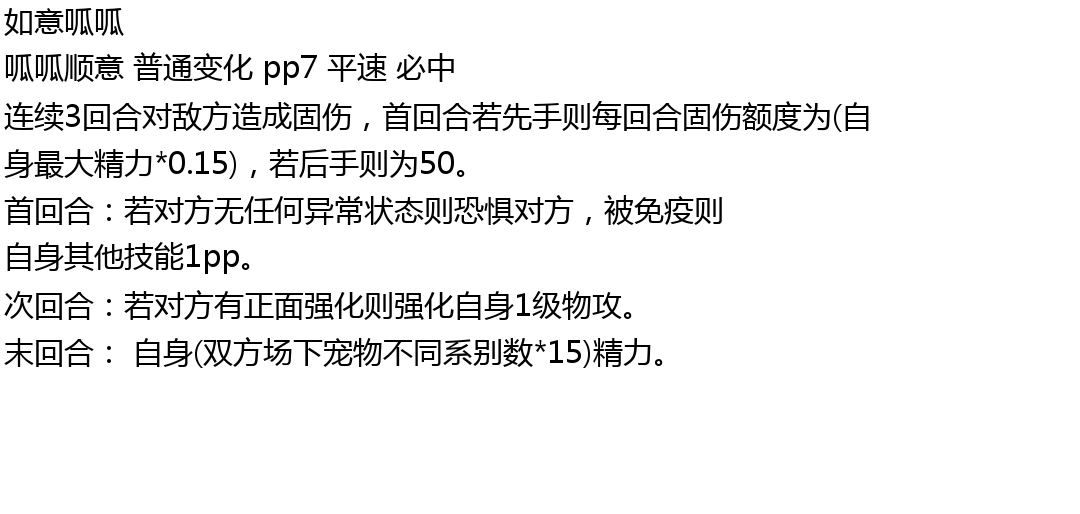 如意呱呱
呱呱顺意 普通变化 pp7 平速 必中
连续3回合对敌方造成固伤，首回合若先手则每回合固伤额度为(自
身最大精力*0.15)，若后手则为50。
首回合：若对方无任何异常状态则恐惧对方，被免疫则
自身其他技能1pp。
次回合：若对方有正面强化则强化自身1级物攻。
末回合： 自身(双方场下宠物不同系别数*15)精力。